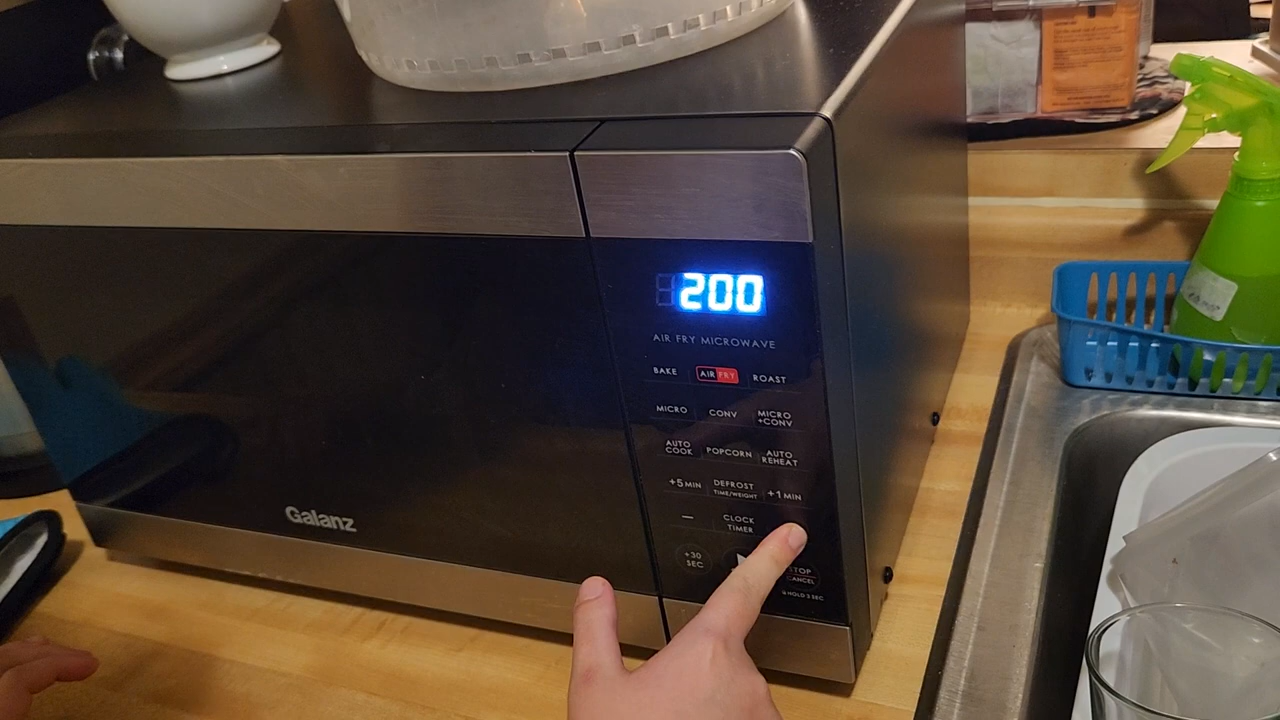 200
AIR FRY MICROWAVE
BAKE AIR FRY ROAST
MICRO CONV MICRO +CONV
AUTO COOK POPCORN AUTO REHEAT
+5 MIN DEFROST TIME/WEIGHT +1 MIN
— CLOCK TIMER
+30 SEC STOP CANCEL
HOLD 3 SEC
Galanz